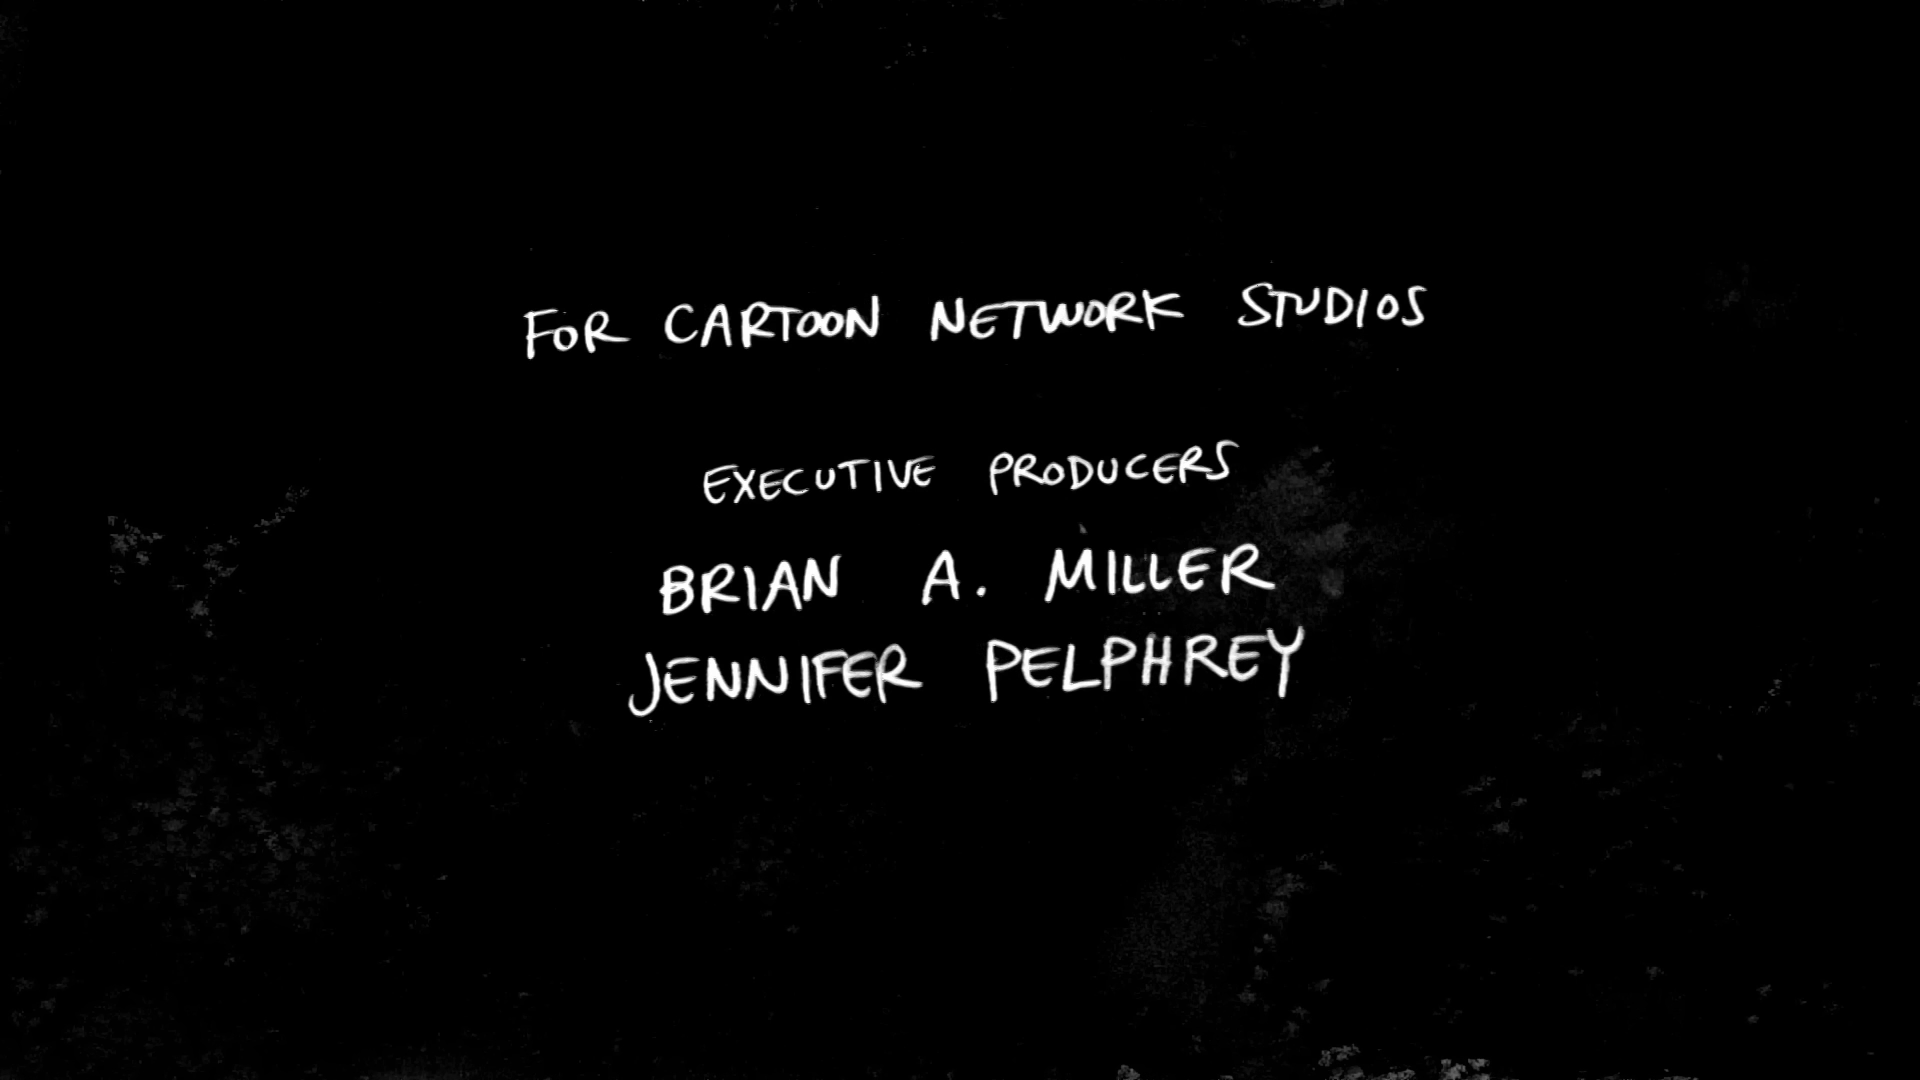 FOR CARTOON NETWORK STUDIOS
EXECUTIVE PRODUCERS
BRIAN A. MILLER
JENNIFER PELPHREY